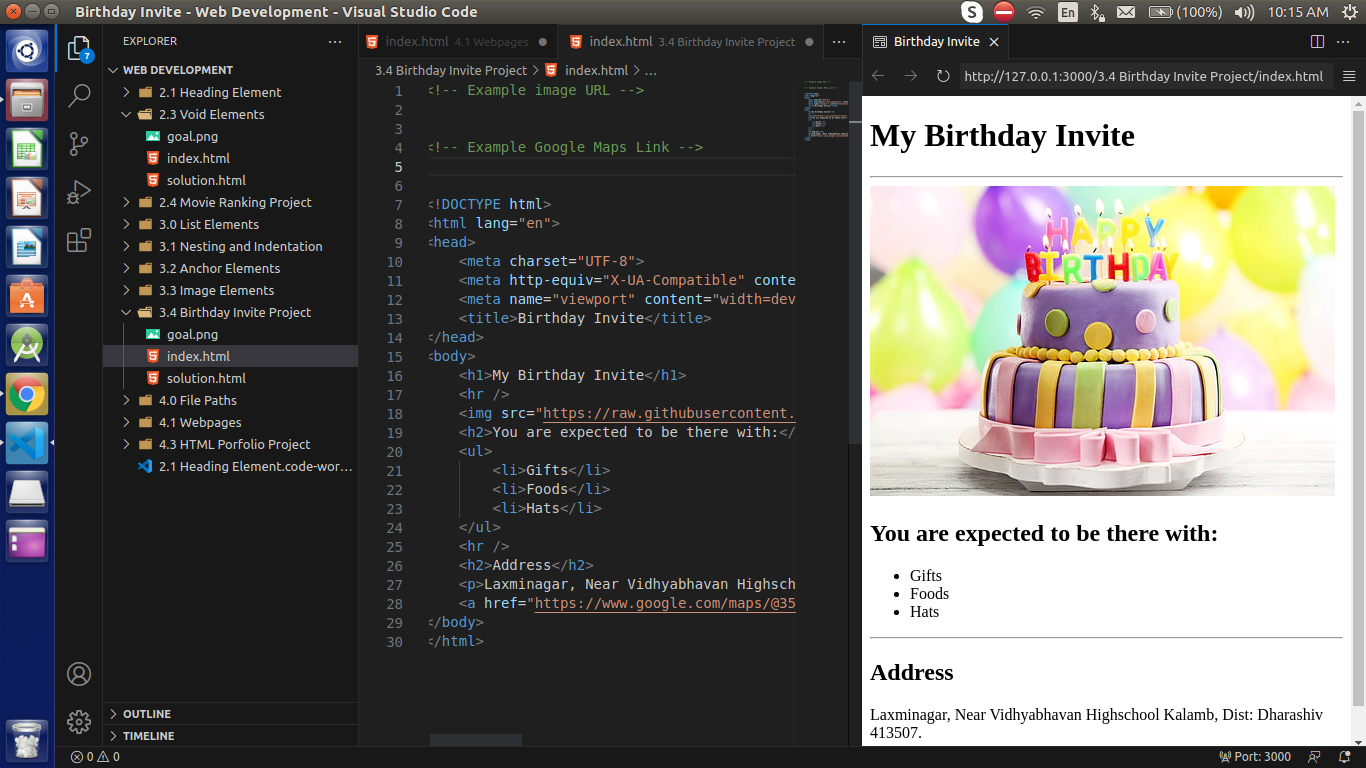 Birthday Invite - Web Development - Visual Studio Code
En
(100%)
10:15 AM
EXPLORER
7
WEB DEVELOPMENT
2.1 Heading Element
2.3 Void Elements
goal.png
index.html
solution.html
2.4 Movie Ranking Project
3.0 List Elements
3.1 Nesting and Indentation
3.2 Anchor Elements
3.3 Image Elements
3.4 Birthday Invite Project
goal.png
index.html
solution.html
4.0 File Paths
4.1 Webpages
4.3 HTML Porfolio Project
2.1 Heading Element.code-wor...
OUTLINE
TIMELINE
index.html 4.1 Webpages
index.html 3.4 Birthday Invite Project
3.4 Birthday Invite Project > index.html > ...
1 <!-- Example image URL -->
2
3
4 <!-- Example Google Maps Link -->
5
6
7 <!DOCTYPE html>
8 <html lang="en">
9 <head>
10 <meta charset="UTF-8">
11 <meta http-equiv="X-UA-Compatible" conte
12 <meta name="viewport" content="width=dev
13 <title>Birthday Invite</title>
14 </head>
15 <body>
16 <h1>My Birthday Invite</h1>
17 <hr />
18 <img src="https://raw.githubusercontent.
19 <h2>You are expected to be there with:</
20 <ul>
21 <li>Gifts</li>
22 <li>Foods</li>
23 <li>Hats</li>
24 </ul>
25 <hr />
26 <h2>Address</h2>
27 <p>Laxminagar, Near Vidhyabhavan Highsch
28 <a href="https://www.google.com/maps/@35
29 </body>
30 </html>
Birthday Invite
http://127.0.0.1:3000/3.4 Birthday Invite Project/index.html
My Birthday Invite
HAPPY
BIRTHDAY
You are expected to be there with:
Gifts
Foods
Hats
Address
Laxminagar, Near Vidhyabhavan Highschool Kalamb, Dist: Dharashiv
413507.
0 0
Port: 3000